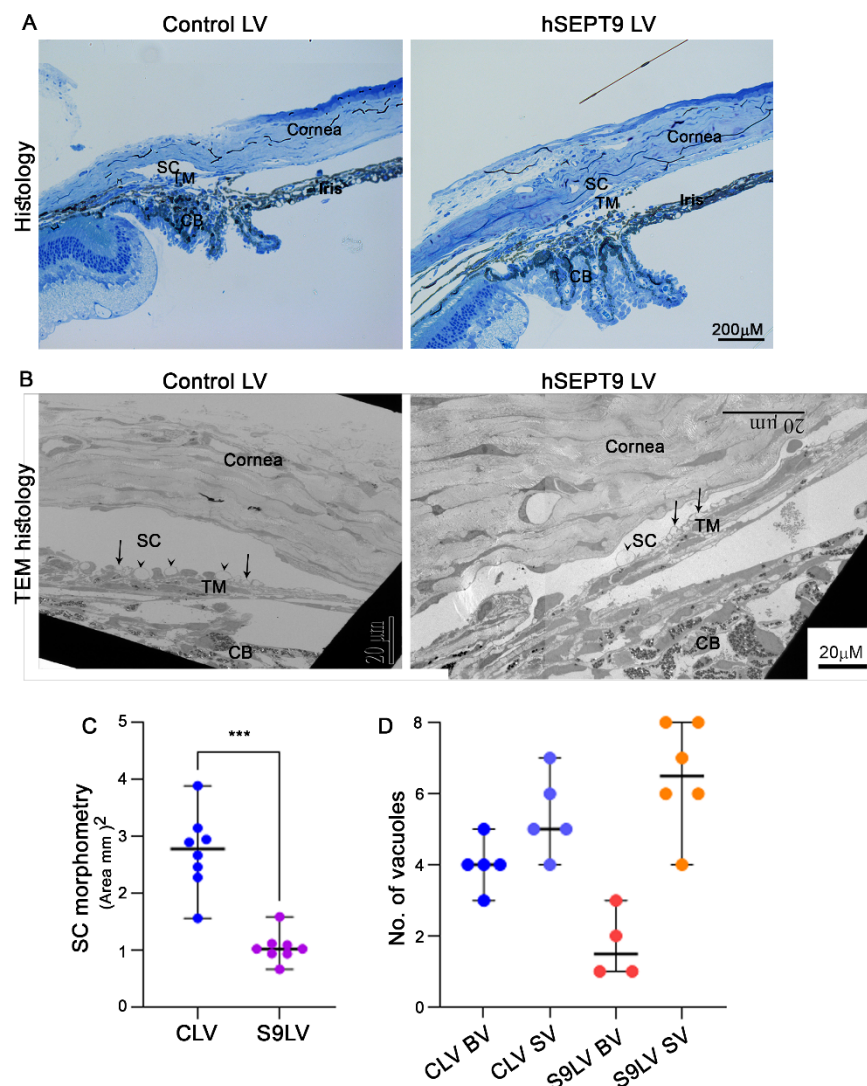 A
Control LV
hSEPT9 LV
Histology
Cornea
SC
TM
Iris
CB
Cornea
SC
TM
Iris
CB
200μM
B
Control LV
hSEPT9 LV
TEM histology
Cornea
SC
TM
CB
20 μm
20 μm
Cornea
SC
TM
CB
20μM
C
SC morphometry
(Area mm )2
5
4
3
2
1
0
***
CLV
S9LV
D
No. of vacuoles
8
6
4
2
0
CLV BV
CLV SV
S9LV BV
S9LV SV